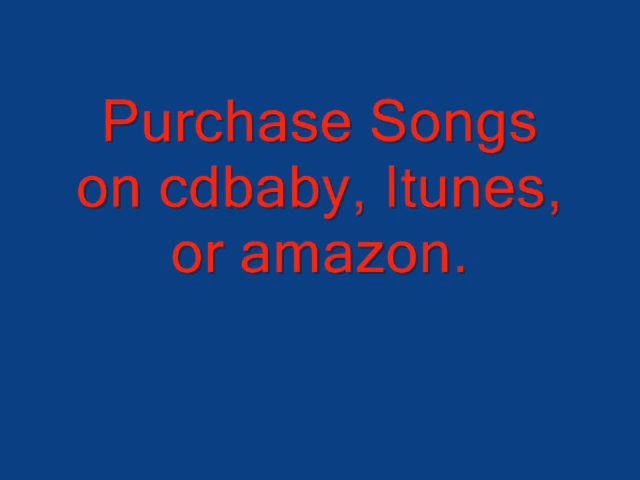 Purchase Songs
on cdbaby, Itunes,
or amazon.